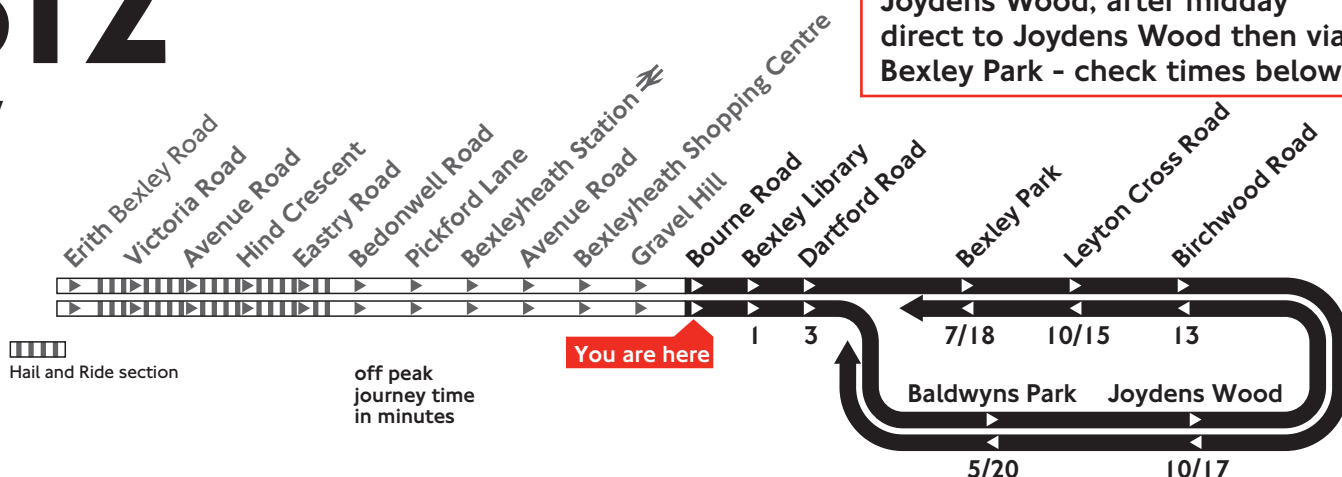 Joydens Wood, after midday
direct to Joydens Wood then via
Bexley Park - check times below
Erith Bexley Road
Victoria Road
Avenue Road
Hind Crescent
Eastry Road
Bedonwell Road
Pickford Lane
Bexleyheath Station
Avenue Road
Bexleyheath Shopping Centre
Gravel Hill
Bourne Road
Bexley Library
Dartford Road
Bexley Park
Leyton Cross Road
Birchwood Road
You are here
1
3
7/18
10/15
13
Hail and Ride section
off peak
journey time
in minutes
Baldwyns Park
Joydens Wood
5/20
10/17